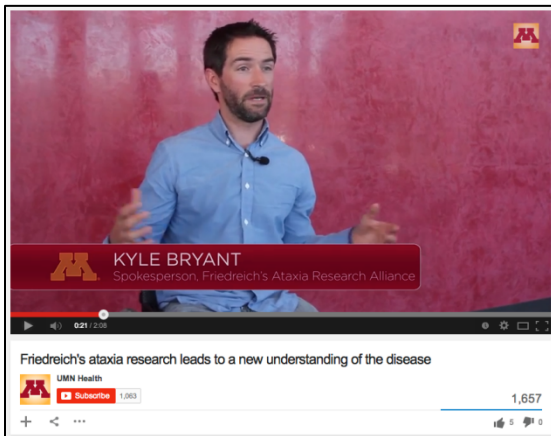 M
KYLE BRYANT
M
Spokesperson, Friedreich's Ataxia Research Alliance
0:21 / 2:08
Friedreich's ataxia research leads to a new understanding of the disease
M
UMN Health
Subscribe 1,063
1,657
5 0